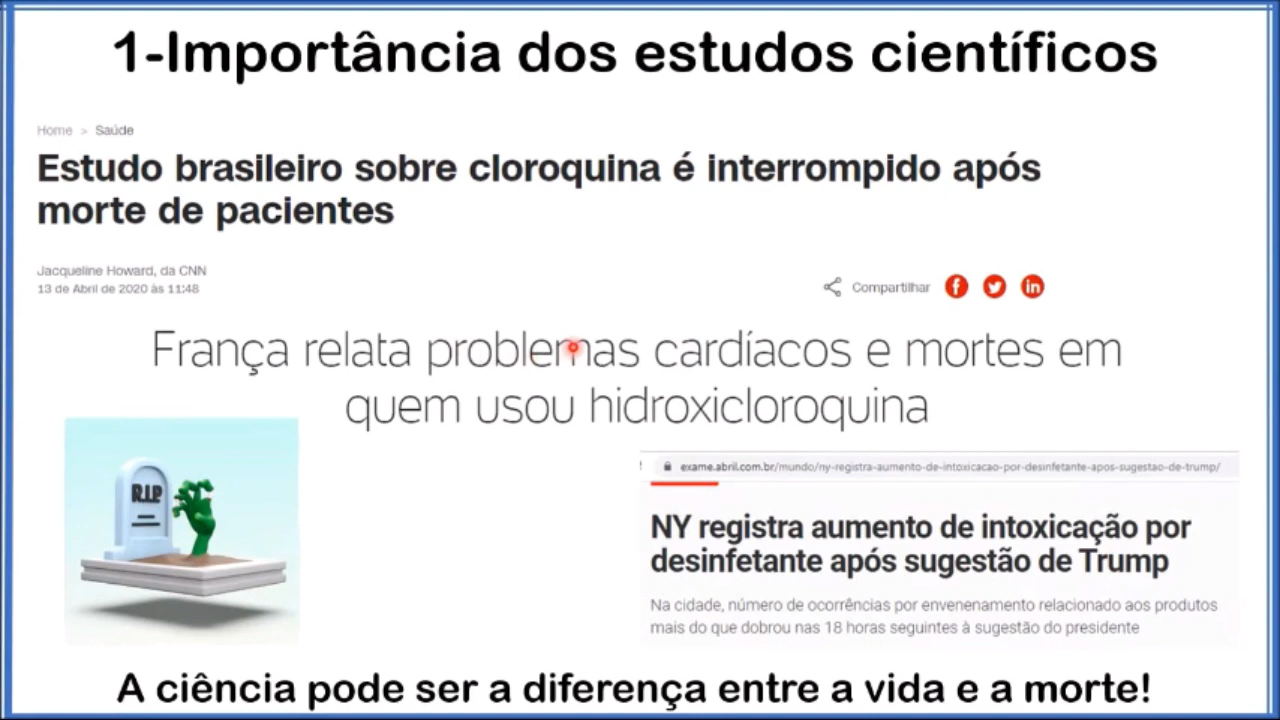 1-Importância dos estudos científicos
Home > Saúde
Estudo brasileiro sobre cloroquina é interrompido após
morte de pacientes
Jacqueline Howard, da CNN
13 de Abril de 2020 às 11:48
Compartilhar
França relata problemas cardíacos e mortes em
quem usou hidroxicloroquina
R.I.P
exame.abril.com.br/mundo/ny-registra-aumento-de-intoxicacao-por-desinfetante-apos-sugestao-de-trump/
NY registra aumento de intoxicação por
desinfetante após sugestão de Trump
Na cidade, número de ocorrências por envenenamento relacionado aos produtos
mais do que dobrou nas 18 horas seguintes à sugestão do presidente
A ciência pode ser a diferença entre a vida e a morte!